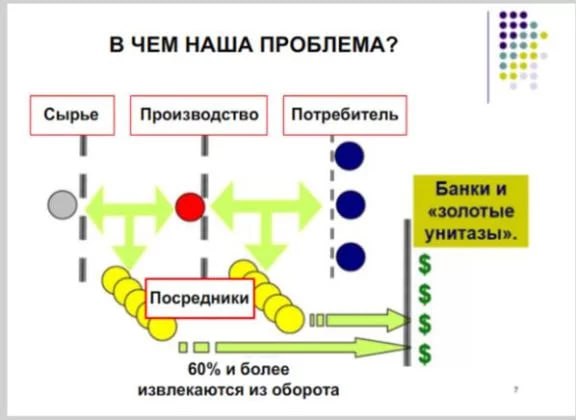 В ЧЕМ НАША ПРОБЛЕМА?
Сырье
Производство
Потребитель
Банки и
«золотые
унитазы».
$
$
$
$
Посредники
60% и более
извлекаются из оборота
7